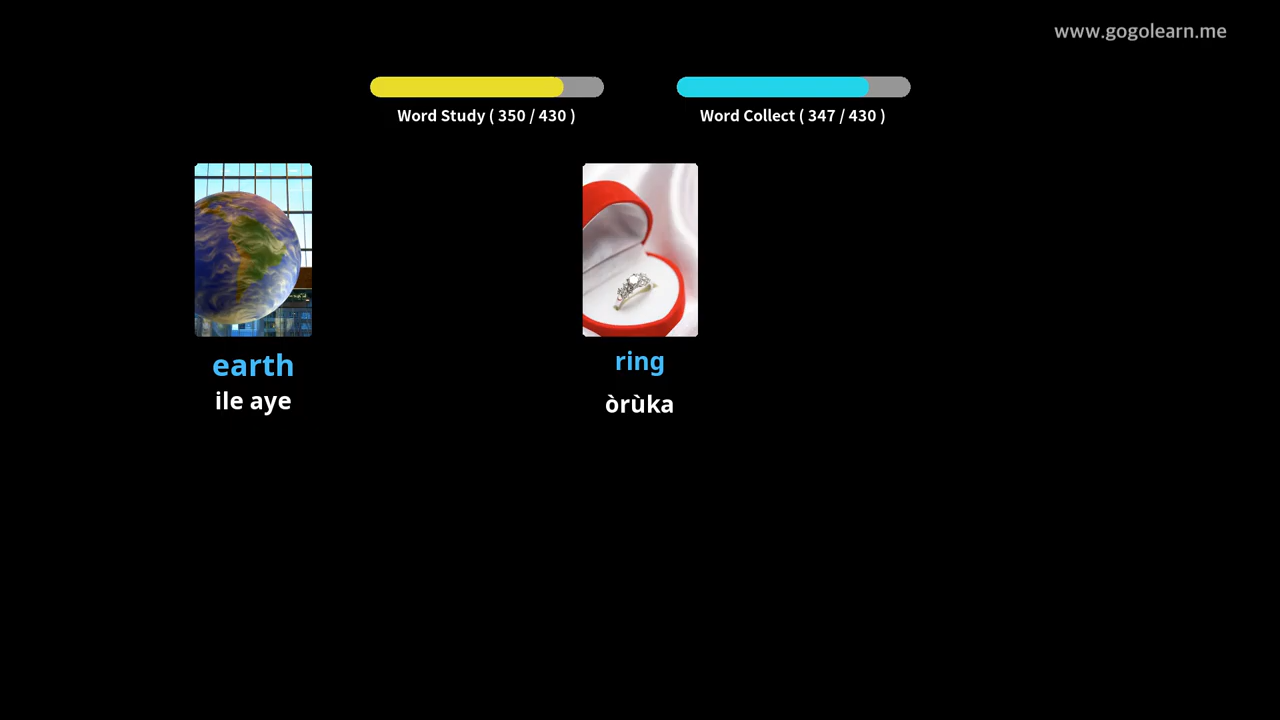 www.gogolearn.me
Word Study ( 350 / 430 )
Word Collect ( 347 / 430 )
earth
ile aye
ring
òrùka